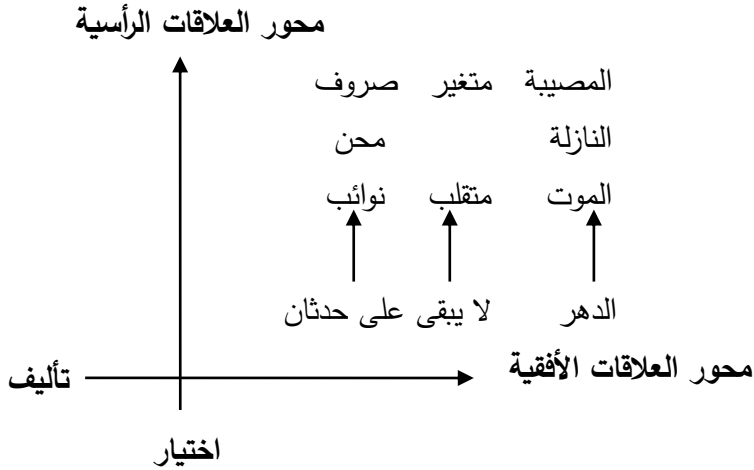 محور العلاقات الرأسية
المصيبة متغير صروف
النازلة محن
الموت متقلب نوائب
الدهر لا يبقى على حدثان
محور العلاقات الأفقية
تأليف
اختيار